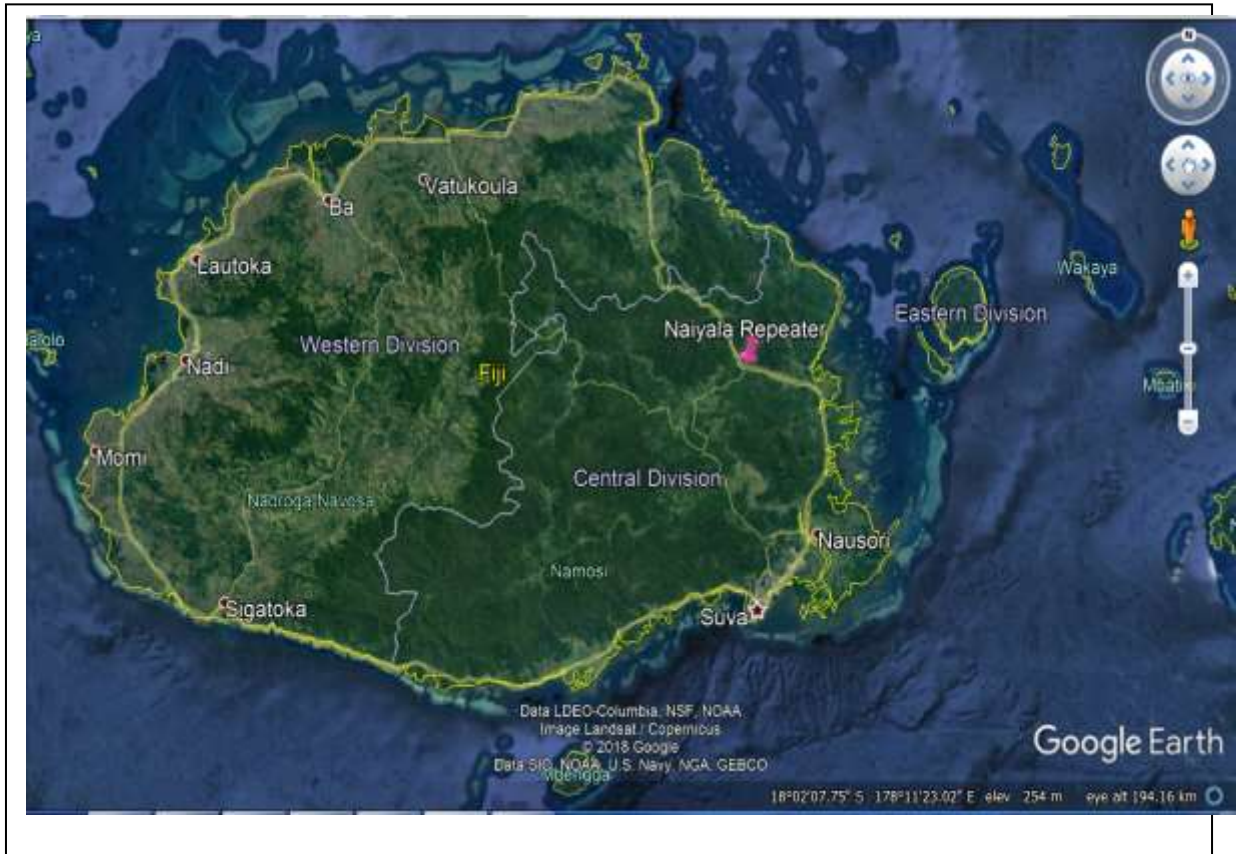 N
Vatukoula
Ba
Lautoka
Wakaya
Eastern Division
Naiyala Repeater
Western Division
Nadi
Fiji
Momi
Central Division
Nadroga-Navosa
Nausori
Namosi
Sigatoka
Suva
Data LDEO-Columbia, NSF, NOAA
Image Landsat / Copernicus
© 2018 Google
Data SIO, NOAA, U.S. Navy, NGA, GEBCO
Google Earth
18°02'07.75" S 178°11'23.02" E elev 254 m eye alt 194.16 km